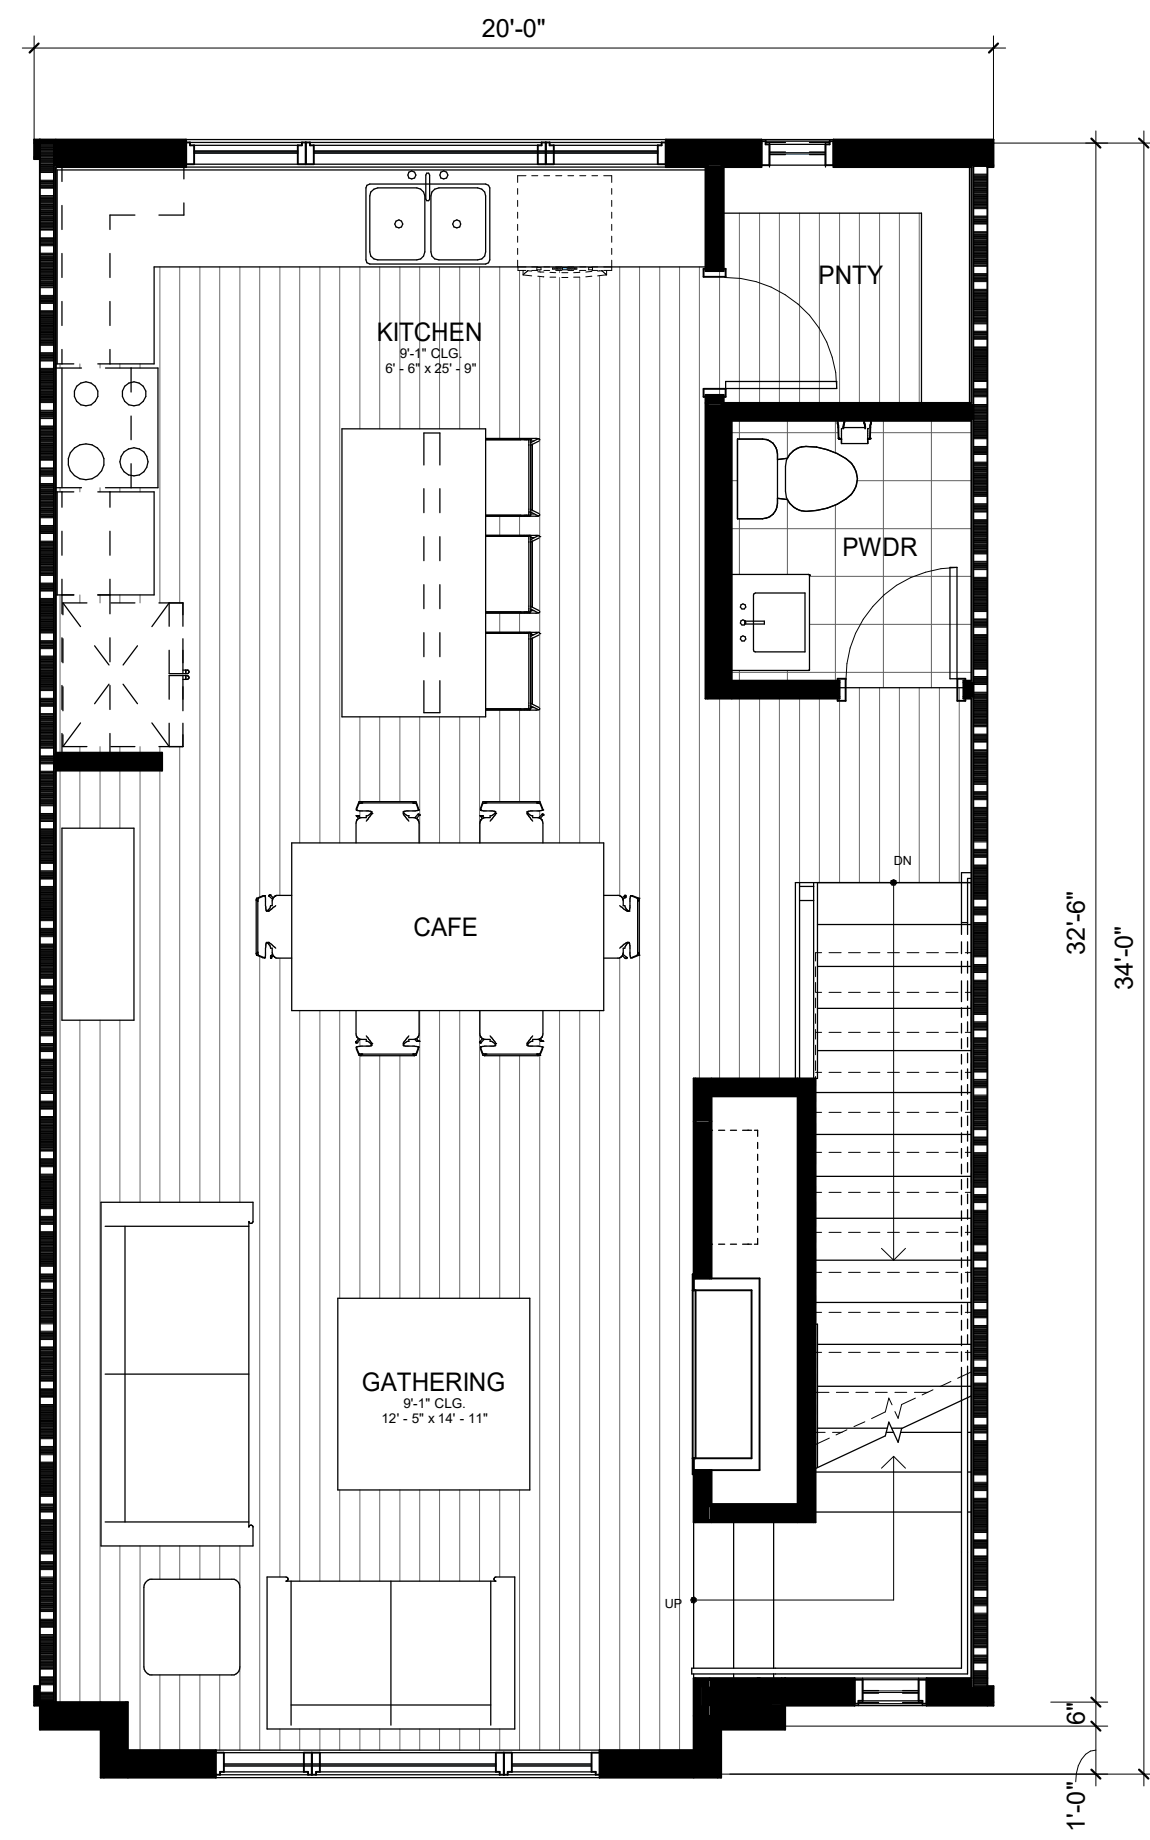 20'-0"
PNTY
KITCHEN
9'-1" CLG.
6' - 6" x 25' - 9"
PWDR
DN
CAFE
32'-6"
34'-0"
GATHERING
9'-1" CLG.
12' - 5" x 14' - 11"
UP
6"
1'-0"